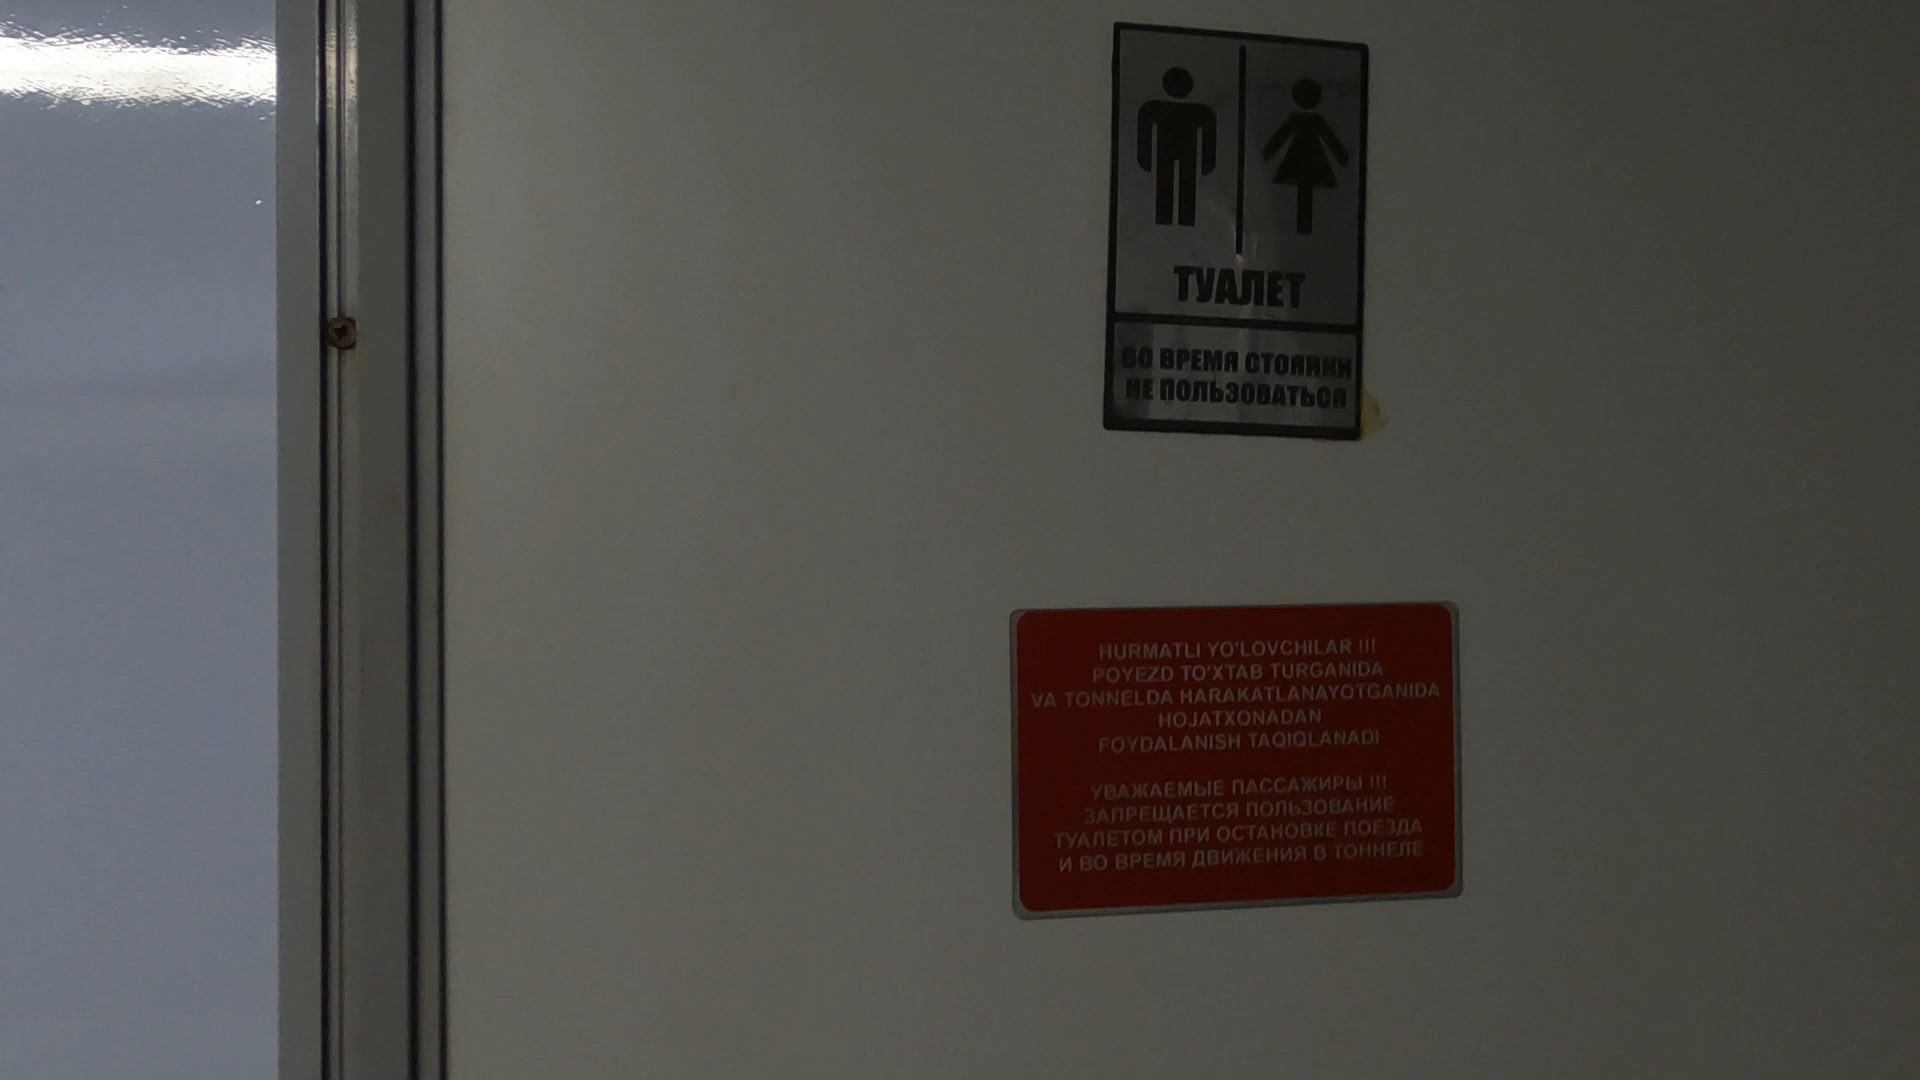 ТУАЛЕТ
ВО ВРЕМЯ СТОЯНКИ
НЕ ПОЛЬЗОВАТЬСЯ
HURMATLI YO'LOVCHILAR !!!
POYEZD TO'XTAB TURGANIDA
VA TONNELDA HARAKATLANAYOTGANIDA
HOJATXONADAN
FOYDALANISH TAQIQLANADI
УВАЖАЕМЫЕ ПАССАЖИРЫ !!!
ЗАПРЕЩАЕТСЯ ПОЛЬЗОВАНИЕ
ТУАЛЕТОМ ПРИ ОСТАНОВКЕ ПОЕЗДА
И ВО ВРЕМЯ ДВИЖЕНИЯ В ТОННЕЛЕ